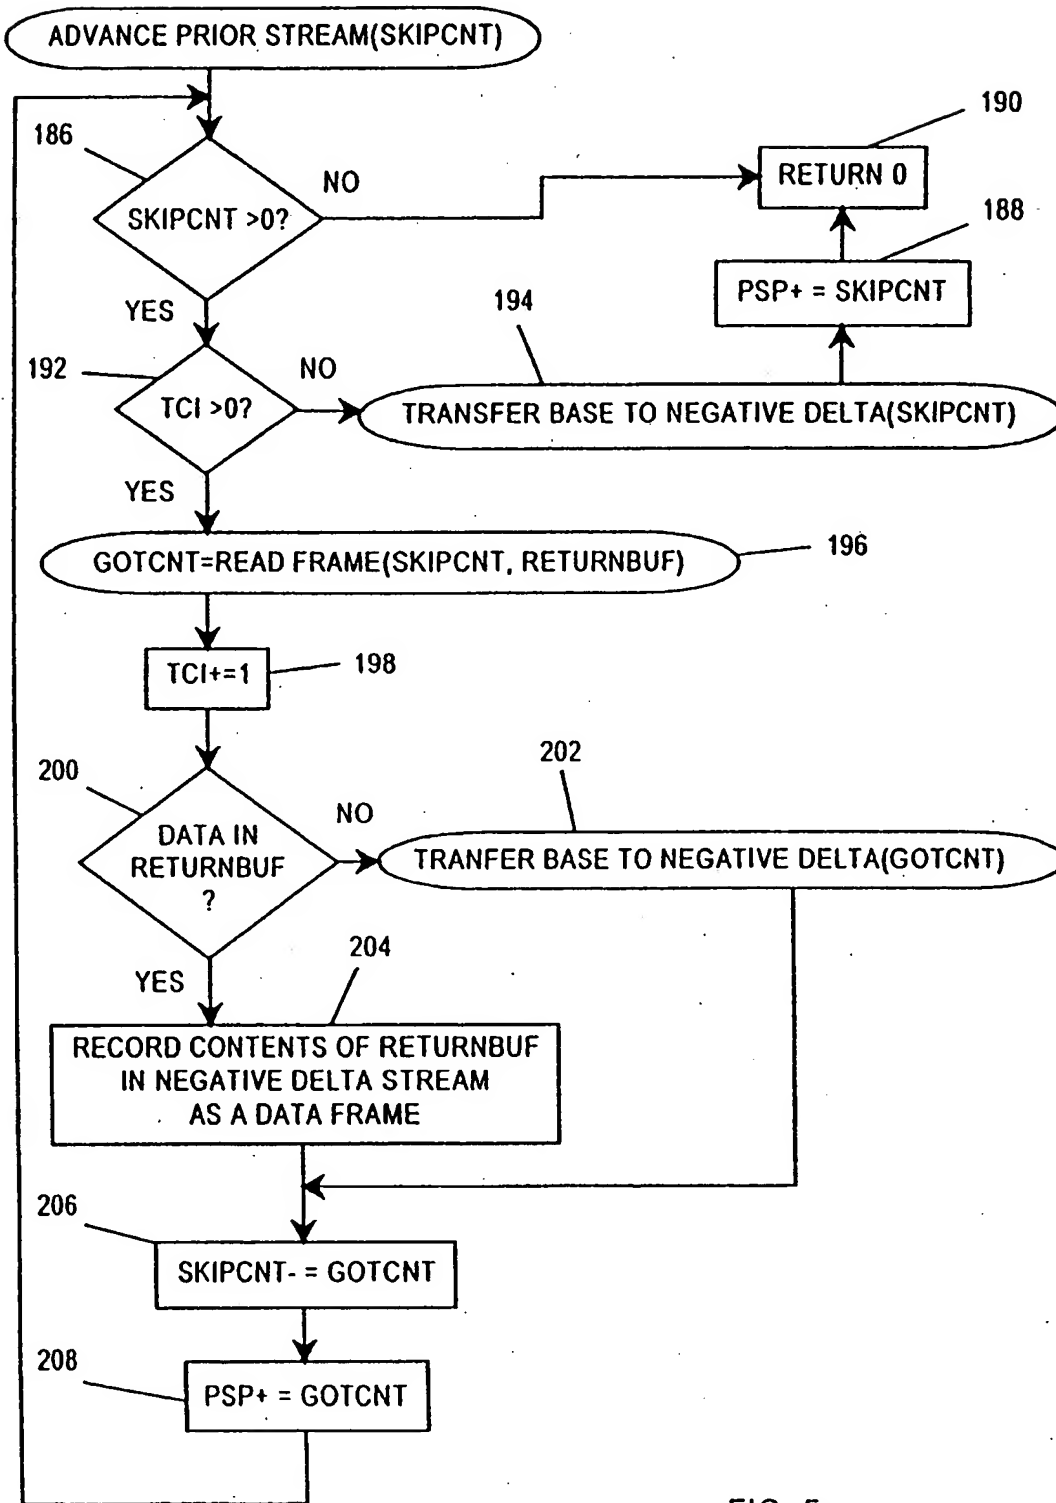 ADVANCE PRIOR STREAM(SKIPCNT)
186
SKIPCNT >0?
NO
190
RETURN 0
188
PSP+ = SKIPCNT
YES
192
TCI >0?
NO
194
TRANSFER BASE TO NEGATIVE DELTA(SKIPCNT)
YES
GOTCNT=READ FRAME(SKIPCNT, RETURNBUF)
196
TCI+=1
198
200
DATA IN
RETURNBUF
?
NO
202
TRANFER BASE TO NEGATIVE DELTA(GOTCNT)
YES
204
RECORD CONTENTS OF RETURNBUF
IN NEGATIVE DELTA STREAM
AS A DATA FRAME
206
SKIPCNT- = GOTCNT
208
PSP+ = GOTCNT